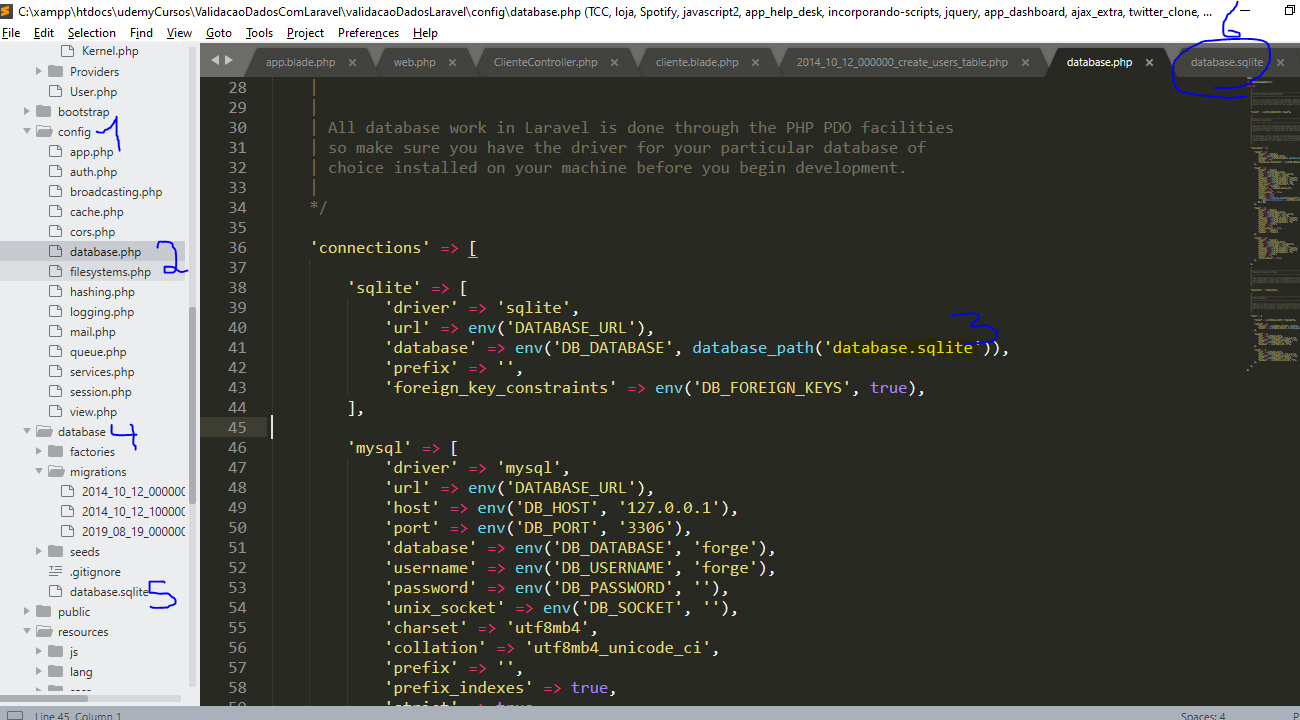 C:\xampp\htdocs\udemyCursos\ValidacaoDadosComLaravel\validacaoDadosLaravel\config\database.php (TCC, loja, Spotify, javascript2, app_help_desk, incorporando-scripts, jquery, app_dashboard, ajax_extra, twitter_clone, ...
6
File Edit Selection Find View Goto Tools Project Preferences Help
app.blade.php web.php ClienteController.php cliente.blade.php 2014_10_12_000000_create_users_table.php database.php database.sqlite
Kernel.php
Providers
User.php
bootstrap
config 1
app.php
auth.php
broadcasting.php
cache.php
cors.php
database.php 2
filesystems.php
hashing.php
logging.php
mail.php
queue.php
services.php
session.php
view.php
database 4
factories
migrations
2014_10_12_000000
2014_10_12_100000
2019_08_19_000000
seeds
.gitignore
database.sqlite 5
public
resources
js
lang
28 |
29 |
30 | All database work in Laravel is done through the PHP PDO facilities
31 | so make sure you have the driver for your particular database of
32 | choice installed on your machine before you begin development.
33 |
34 */
35
36 'connections' => [
37
38 'sqlite' => [
39 'driver' => 'sqlite',
40 'url' => env('DATABASE_URL'),
3
41 'database' => env('DB_DATABASE', database_path('database.sqlite')),
42 'prefix' => '',
43 'foreign_key_constraints' => env('DB_FOREIGN_KEYS', true),
44 ],
45
46 'mysql' => [
47 'driver' => 'mysql',
48 'url' => env('DATABASE_URL'),
49 'host' => env('DB_HOST', '127.0.0.1'),
50 'port' => env('DB_PORT', '3306'),
51 'database' => env('DB_DATABASE', 'forge'),
52 'username' => env('DB_USERNAME', 'forge'),
53 'password' => env('DB_PASSWORD', ''),
54 'unix_socket' => env('DB_SOCKET', ''),
55 'charset' => 'utf8mb4',
56 'collation' => 'utf8mb4_unicode_ci',
57 'prefix' => '',
58 'prefix_indexes' => true,
59 'strict' => true
Line 45, Column 1
Spaces: 4